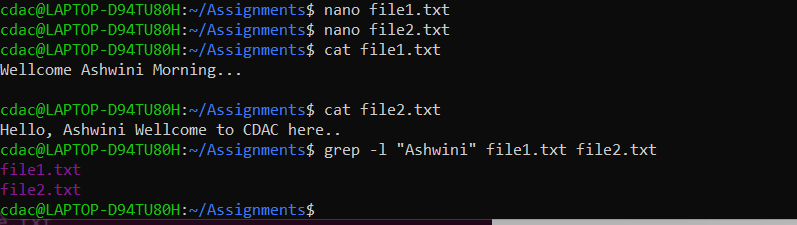 cdac@LAPTOP-D94TU80H:~/Assignments$ nano file1.txt
cdac@LAPTOP-D94TU80H:~/Assignments$ nano file2.txt
cdac@LAPTOP-D94TU80H:~/Assignments$ cat file1.txt
Wellcome Ashwini Morning...
cdac@LAPTOP-D94TU80H:~/Assignments$ cat file2.txt
Hello, Ashwini Wellcome to CDAC here..
cdac@LAPTOP-D94TU80H:~/Assignments$ grep -l "Ashwini" file1.txt file2.txt
file1.txt
file2.txt
cdac@LAPTOP-D94TU80H:~/Assignments$